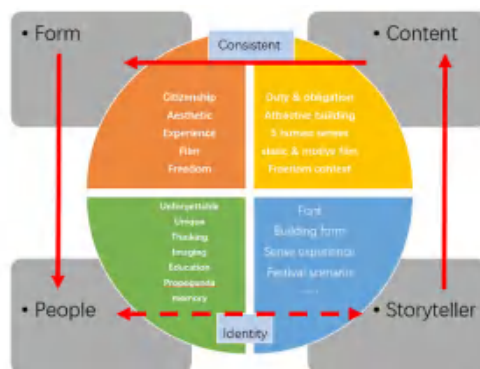 • Form
• Content
Consistent
Citizenship
Aesthetic
Experience
Film
Freedom
Duty & obligation
Attractive building
5 human senses
static & motive film
Freedom context
Unforgettable
Unique
Thinking
Imaging
Education
Propaganda
memory
Font
Building form
Sense experience
Festival scenario
......
• People
• Storyteller
Identity